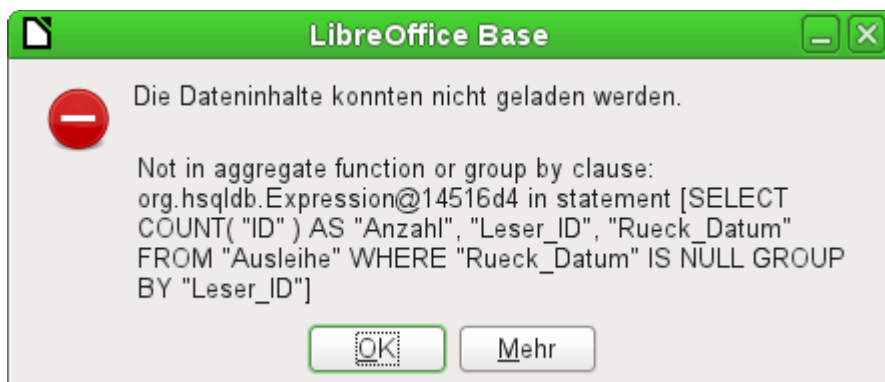 LibreOffice Base
Die Dateninhalte konnten nicht geladen werden.
Not in aggregate function or group by clause:
org.hsqldb.Expression@14516d4 in statement [SELECT
COUNT( "ID" ) AS "Anzahl", "Leser_ID", "Rueck_Datum"
FROM "Ausleihe" WHERE "Rueck_Datum" IS NULL GROUP
BY "Leser_ID"]
OK
Mehr